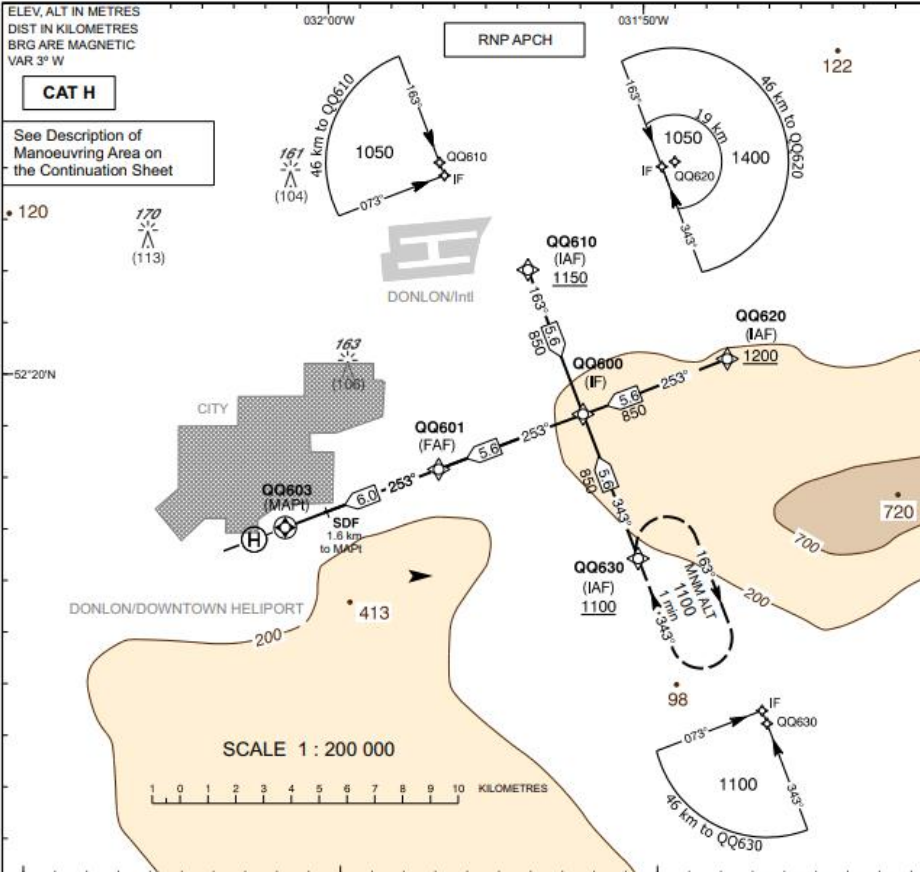 ELEV, ALT IN METRES
DIST IN KILOMETRES
BRG ARE MAGNETIC
VAR 3º W
032°00'W
031°50'W
RNP APCH
CAT H
See Description of
Manoeuvring Area on
the Continuation Sheet
122
46 km to QQ610
163°
1050
QQ610
IF
073°
161
(104)
170
(113)
120
163°
46 km to QQ620
19 km
1050
1400
IF
QQ620
343°
DONLON/Intl
QQ610
(IAF)
1150
163°
5.6
850
QQ620
(IAF)
1200
163
(106)
52°20'N
CITY
QQ600
(IF)
253°
5.6
850
QQ601
(FAF)
253°
5.6
253°
6.0
QQ603
(MAPt)
SDF
1.6 km
to MAPt
H
5.6
850
343°
720
700
QQ630
(IAF)
1100
163°
MNM ALT
1100
1 min
343°
200
DONLON/DOWNTOWN HELIPORT
413
200
98
IF
QQ630
073°
1100
343°
46 km to QQ630
SCALE 1 : 200 000
1 0 1 2 3 4 5 6 7 8 9 10 KILOMETRES